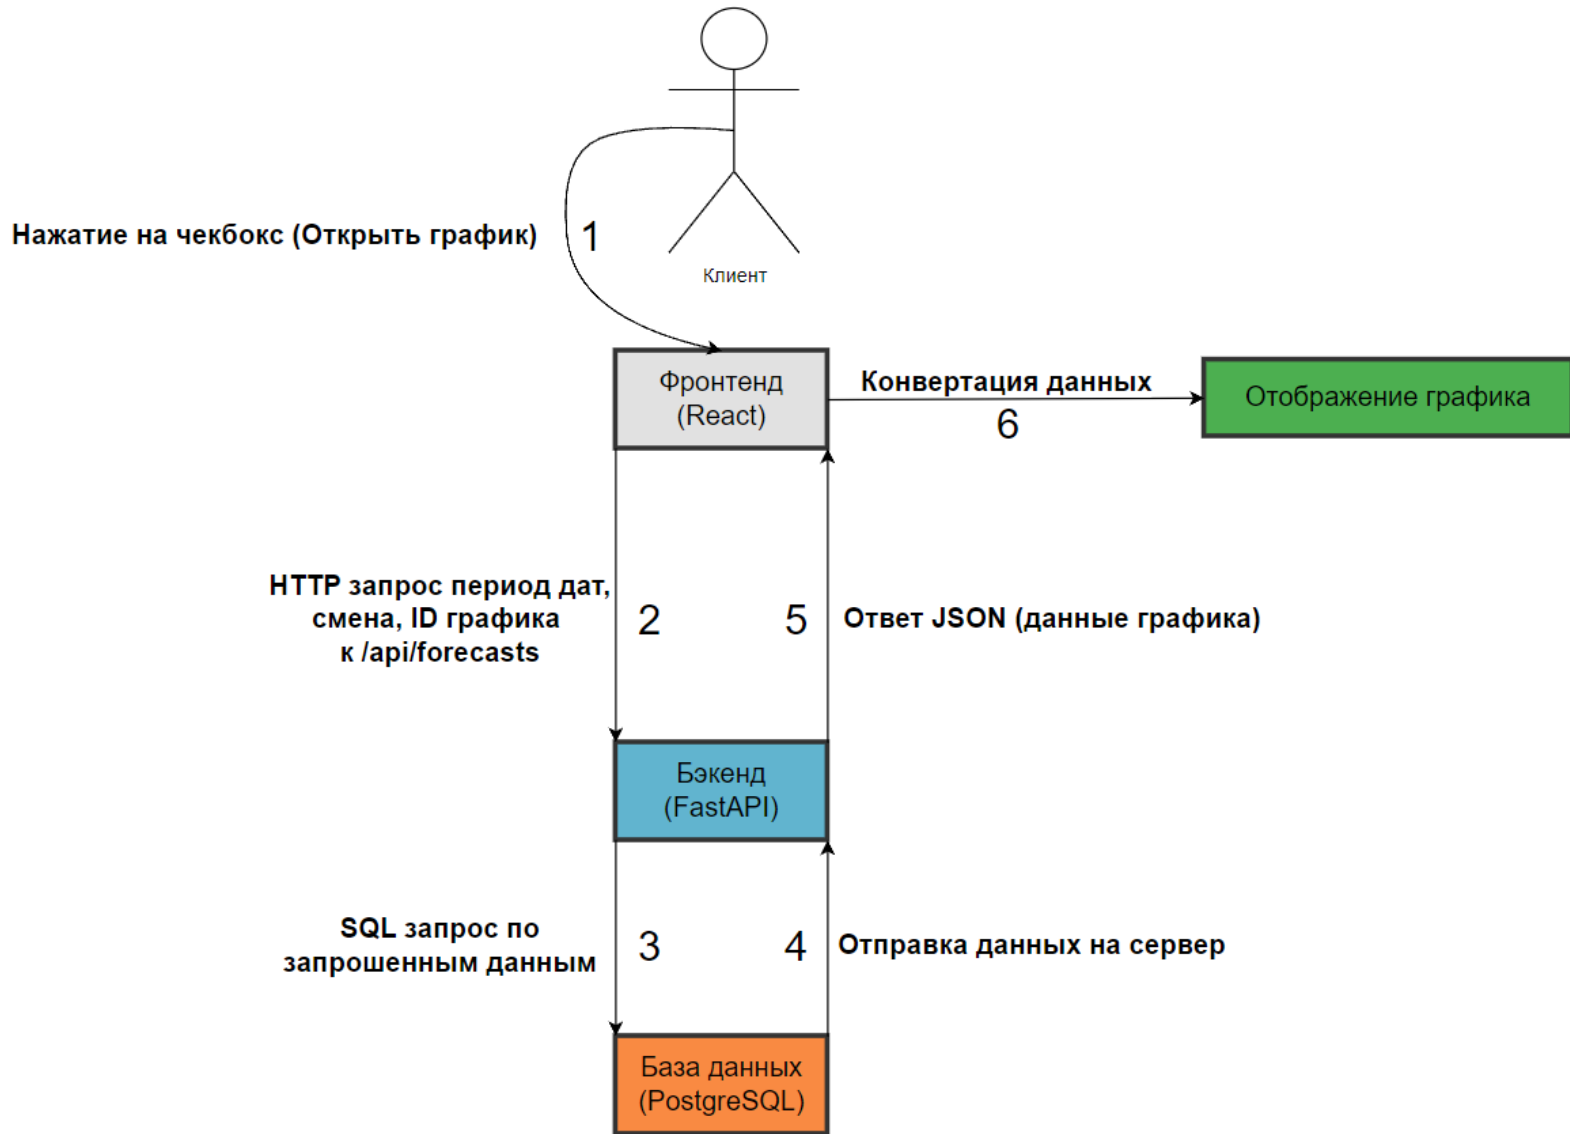 Нажатие на чекбокс (Открыть график)
1
Клиент
Фронтенд
(React)
Конвертация данных
6
Отображение графика
HTTP запрос период дат,
смена, ID графика
к /api/forecasts
2
5
Ответ JSON (данные графика)
Бэкенд
(FastAPI)
SQL запрос по
запрошенным данным
3
4
Отправка данных на сервер
База данных
(PostgreSQL)